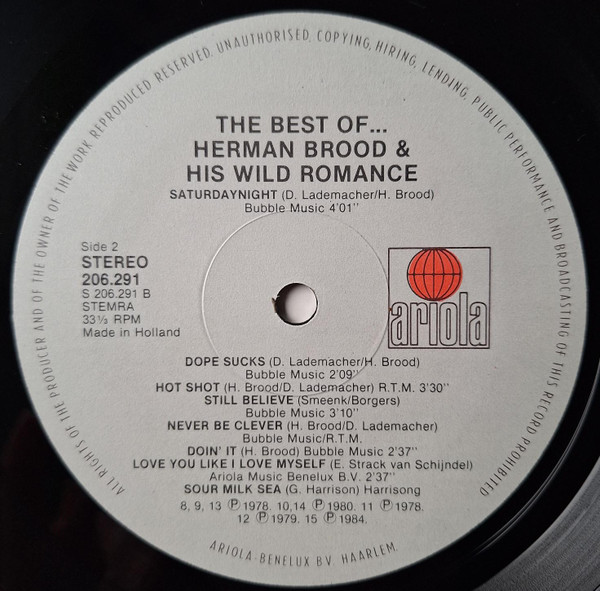 ALL RIGHTS OF THE PRODUCER AND OF THE OWNER OF THE WORK REPRODUCED RESERVED. UNAUTHORISED, COPYING, HIRING, LENDING, PUBLIC PERFORMANCE AND BROADCASTING OF THIS RECORD PROHIBITED
THE BEST OF...
HERMAN BROOD &
HIS WILD ROMANCE
SATURDAYNIGHT (D. Lademacher/H. Brood)
Bubble Music 4'01"
Side 2
STEREO
206.291
S 206.291 B
STEMRA
33⅓ RPM
Made in Holland
ariola
DOPE SUCKS (D. Lademacher/H. Brood)
Bubble Music 2'09"
HOT SHOT (H. Brood/D. Lademacher) R.T.M. 3'30"
STILL BELIEVE (Smeenk/Borgers)
Bubble Music 3'10"
NEVER BE CLEVER (H. Brood/D. Lademacher)
Bubble Music/R.T.M.
DOIN' IT (H. Brood) Bubble Music 2'37"
LOVE YOU LIKE I LOVE MYSELF (E. Strack van Schijndel)
Ariola Music Benelux B.V. 2'37"
SOUR MILK SEA (G. Harrison) Harrisong
8, 9, 13 Ⓟ 1978. 10,14 Ⓟ 1980. 11 Ⓟ 1978.
12 Ⓟ 1979. 15 Ⓟ 1984.
ARIOLA-BENELUX B.V. HAARLEM.